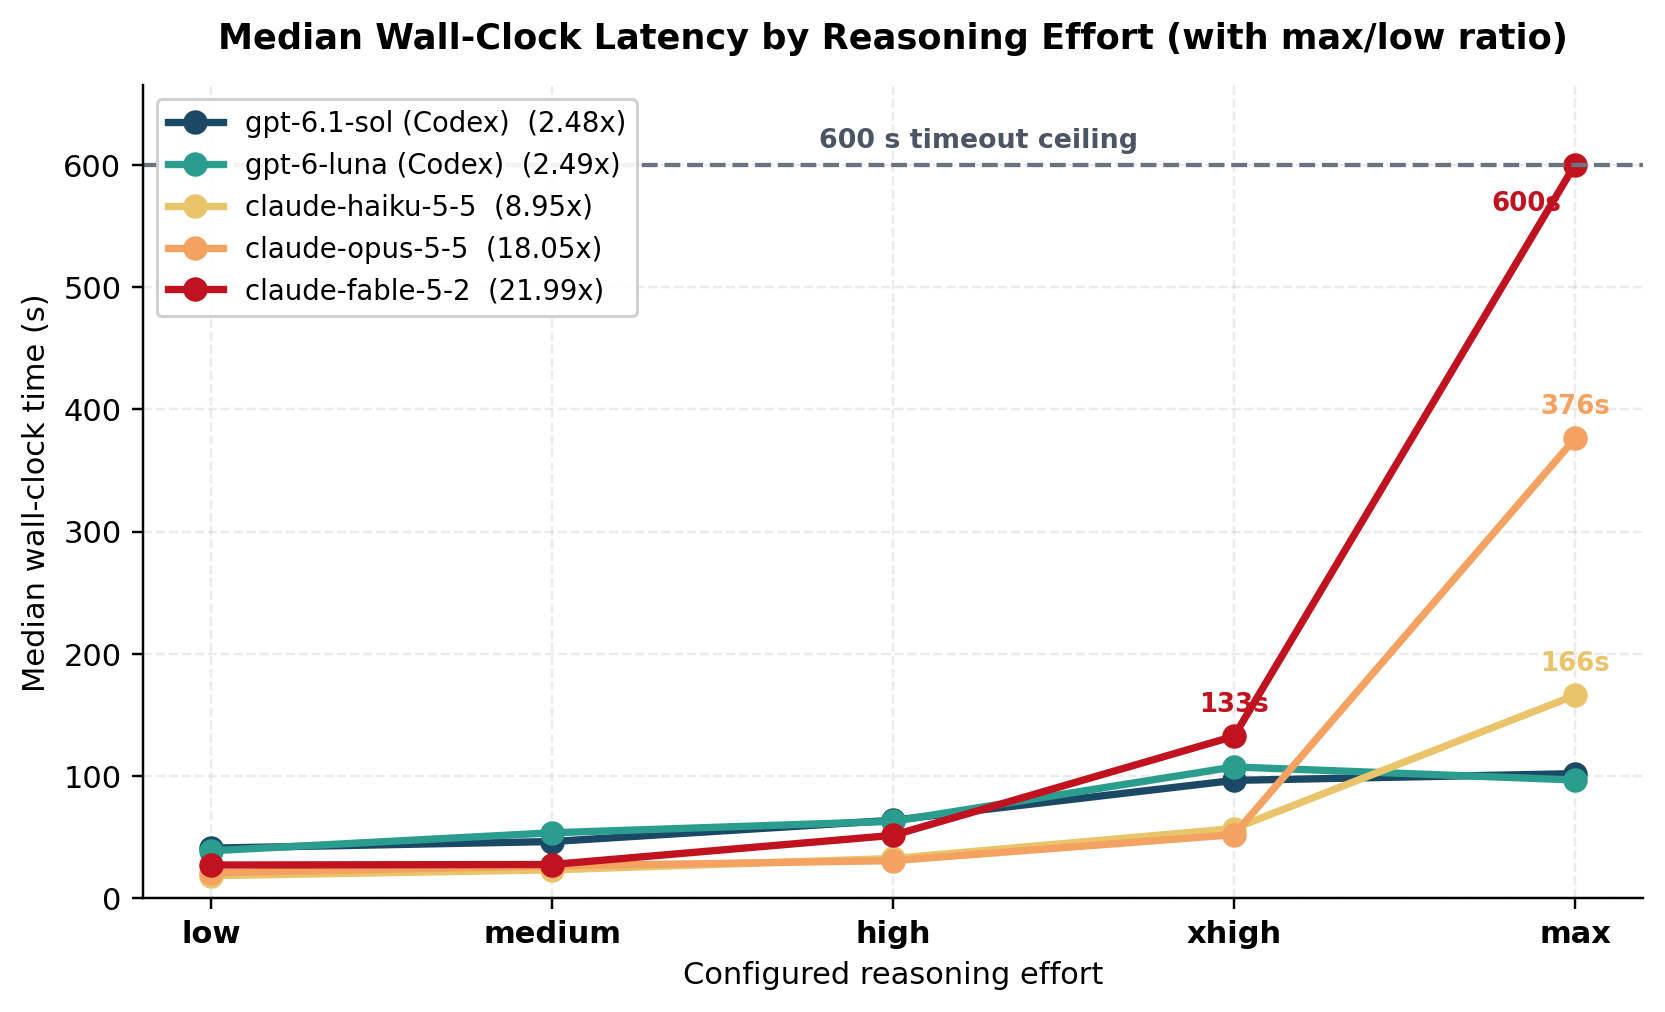 Median Wall-Clock Latency by Reasoning Effort (with max/low ratio)
gpt-6.1-sol (Codex) (2.48x)
gpt-6-luna (Codex) (2.49x)
claude-haiku-5-5 (8.95x)
claude-opus-5-5 (18.05x)
claude-fable-5-2 (21.99x)
600 s timeout ceiling
600s
376s
166s
133s
Median wall-clock time (s)
600
500
400
300
200
100
0
low
medium
high
xhigh
max
Configured reasoning effort